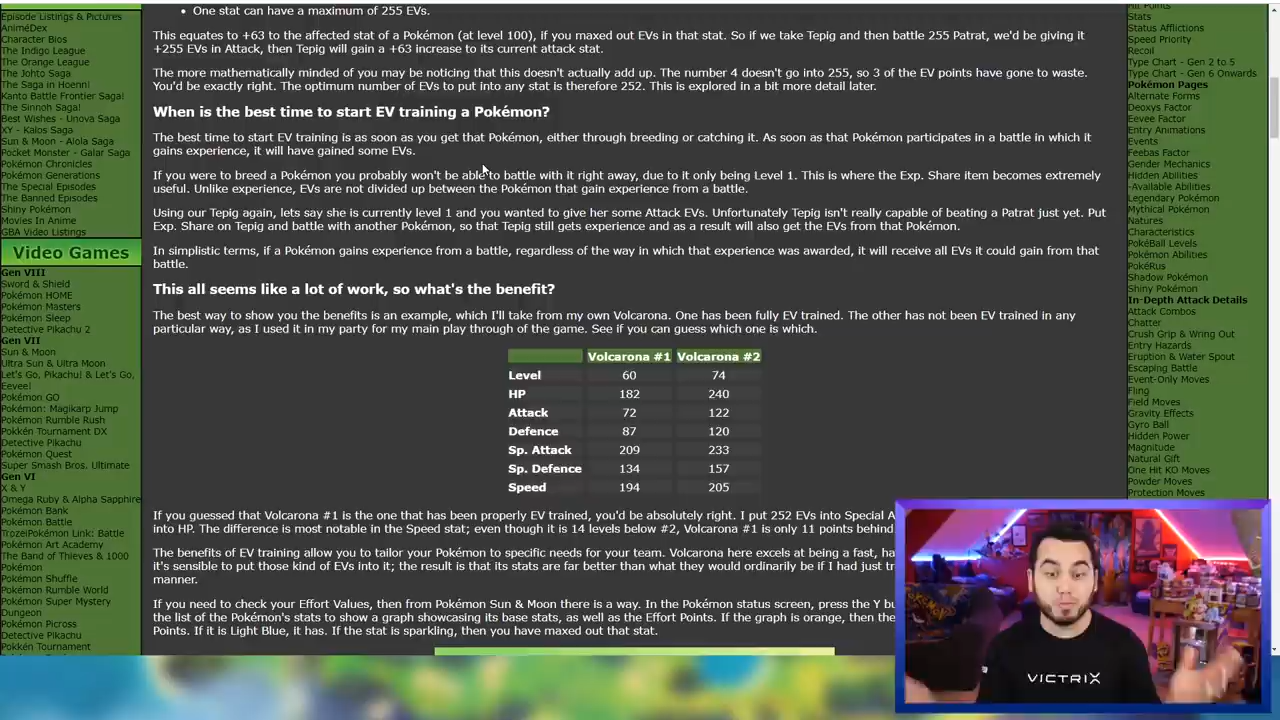 Episode Listings & Pictures
AniméDex
Character Bios
The Indigo League
The Orange League
The Johto Saga
The Saga in Hoenn!
Kanto Battle Frontier Saga!
The Sinnoh Saga!
Best Wishes - Unova Saga
XY - Kalos Saga
Sun & Moon - Alola Saga
Pocket Monster - Galar Saga
Pokémon Chronicles
Pokémon Generations
The Special Episodes
The Banned Episodes
Shiny Pokémon
Movies In Anime
GBA Video Listings
Video Games
Gen VIII
Sword & Shield
Pokémon HOME
Pokémon Masters
Pokémon Sleep
Detective Pikachu 2
Gen VII
Sun & Moon
Ultra Sun & Ultra Moon
Let's Go, Pikachu! & Let's Go,
Eevee!
Pokémon GO
Pokémon: Magikarp Jump
Pokémon Rumble Rush
Pokkén Tournament DX
Detective Pikachu
Pokémon Quest
Super Smash Bros. Ultimate
Gen VI
X & Y
Omega Ruby & Alpha Sapphire
Pokémon Bank
Pokémon Battle
TrozeiPokémon Link: Battle
Pokémon Art Academy
The Band of Thieves & 1000
Pokémon
Pokémon Shuffle
Pokémon Rumble World
Pokémon Super Mystery
Dungeon
Pokémon Picross
Detective Pikachu
Pokkén Tournament
• One stat can have a maximum of 255 EVs.
This equates to +63 to the affected stat of a Pokémon (at level 100), if you maxed out EVs in that stat. So if we take Tepig and then battle 255 Patrat, we'd be giving it
+255 EVs in Attack, then Tepig will gain a +63 increase to its current attack stat.
The more mathematically minded of you may be noticing that this doesn't actually add up. The number 4 doesn't go into 255, so 3 of the EV points have gone to waste.
You'd be exactly right. The optimum number of EVs to put into any stat is therefore 252. This is explored in a bit more detail later.
When is the best time to start EV training a Pokémon?
The best time to start EV training is as soon as you get that Pokémon, either through breeding or catching it. As soon as that Pokémon participates in a battle in which it
gains experience, it will have gained some EVs.
If you were to breed a Pokémon you probably won't be able to battle with it right away, due to it only being Level 1. This is where the Exp. Share item becomes extremely
useful. Unlike experience, EVs are not divided up between the Pokémon that gain experience from a battle.
Using our Tepig again, lets say she is currently level 1 and you wanted to give her some Attack EVs. Unfortunately Tepig isn't really capable of beating a Patrat just yet. Put
Exp. Share on Tepig and battle with another Pokémon, so that Tepig still gets experience and as a result will also get the EVs from that Pokémon.
In simplistic terms, if a Pokémon gains experience from a battle, regardless of the way in which that experience was awarded, it will receive all EVs it could gain from that
battle.
This all seems like a lot of work, so what's the benefit?
The best way to show you the benefits is an example, which I'll take from my own Volcarona. One has been fully EV trained. The other has not been EV trained in any
particular way, as I used it in my party for my main play through of the game. See if you can guess which one is which.
Volcarona #1 Volcarona #2
Level 60 74
HP 182 240
Attack 72 122
Defence 87 120
Sp. Attack 209 233
Sp. Defence 134 157
Speed 194 205
If you guessed that Volcarona #1 is the one that has been properly EV trained, you'd be absolutely right. I put 252 EVs into Special A
into HP. The difference is most notable in the Speed stat; even though it is 14 levels below #2, Volcarona #1 is only 11 points behind
The benefits of EV training allow you to tailor your Pokémon to specific needs for your team. Volcarona here excels at being a fast, ha
it's sensible to put those kind of EVs into it; the result is that its stats are far better than what they would ordinarily be if I had just tr
manner.
If you need to check your Effort Values, then from Pokémon Sun & Moon there is a way. In the Pokémon status screen, press the Y bu
the list of the Pokémon's stats to show a graph showcasing its base stats, as well as the Effort Points. If the graph is orange, then the
Points. If it is Light Blue, it has. If the stat is sparkling, then you have maxed out that stat.
Stats
Status Afflictions
Speed Priority
Recoil
Type Chart - Gen 2 to 5
Type Chart - Gen 6 Onwards
Pokémon Pages
Alternate Forms
Deoxys Factor
Eevee Factor
Entry Animations
Events
Feebas Factor
Gender Mechanics
Hidden Abilities
-Available Abilities
Legendary Pokémon
Mythical Pokémon
Natures
Characteristics
PokéBall Levels
Pokémon Abilities
PokéRus
Shadow Pokémon
Shiny Pokémon
In-Depth Attack Details
Attack Combos
Chatter
Crush Grip & Wring Out
Entry Hazards
Eruption & Water Spout
Escaping Battle
Event-Only Moves
Fling
Field Moves
Gravity Effects
Gyro Ball
Hidden Power
Magnitude
Natural Gift
One Hit KO Moves
Powder Moves
Protection Moves
VICTRIX